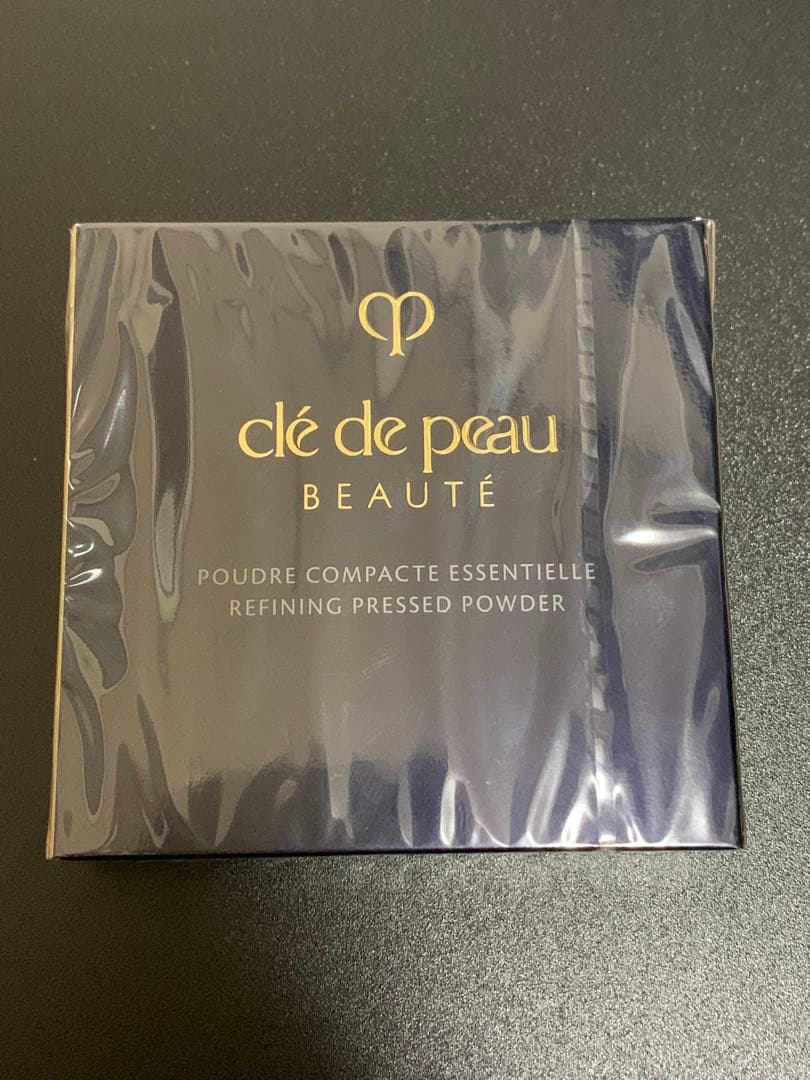 clé de peau
BEAUTÉ
POUDRE COMPACTE ESSENTIELLE
REFINING PRESSED POWDER